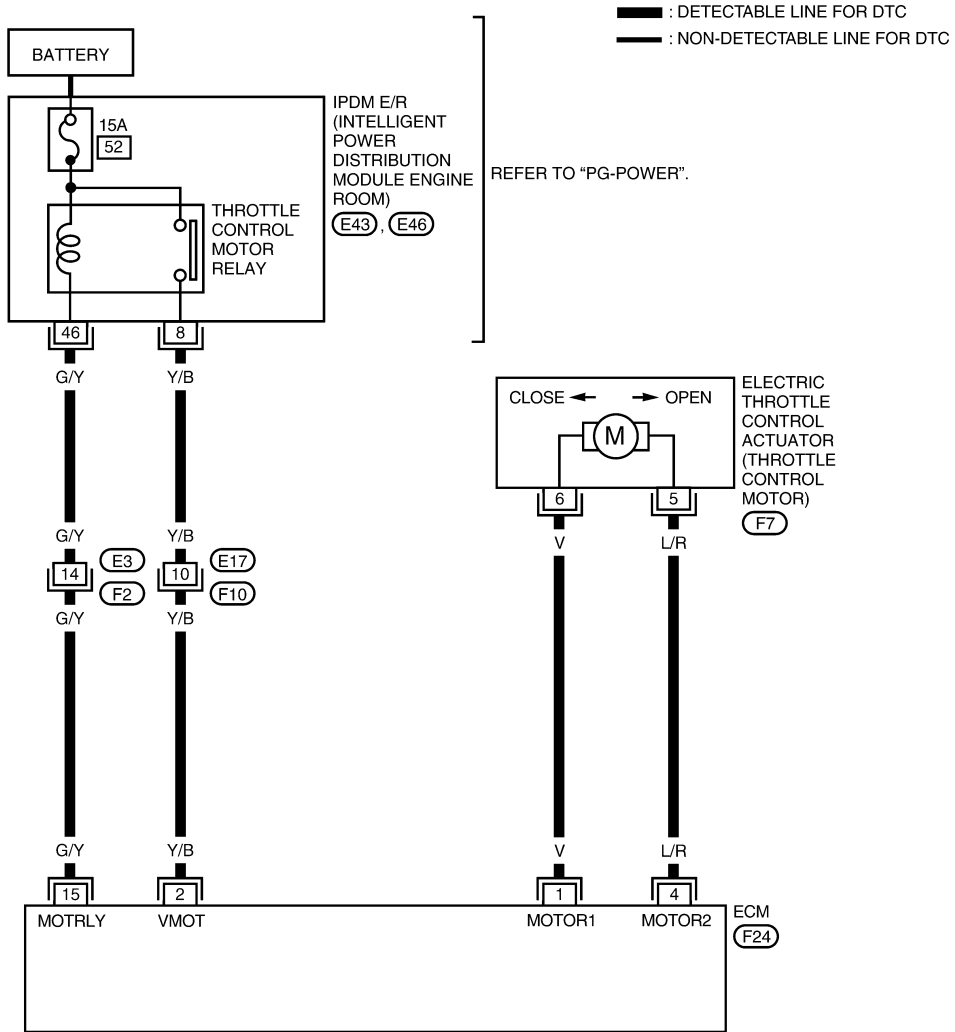 : DETECTABLE LINE FOR DTC
: NON-DETECTABLE LINE FOR DTC
BATTERY
15A
52
IPDM E/R
(INTELLIGENT
POWER
DISTRIBUTION
MODULE ENGINE
ROOM)
E43 , E46
REFER TO “PG-POWER”.
THROTTLE
CONTROL
MOTOR
RELAY
46 8
G/Y Y/B
CLOSE OPEN
M
ELECTRIC
THROTTLE
CONTROL
ACTUATOR
(THROTTLE
CONTROL
MOTOR)
F7
6 5
V L/R
G/Y Y/B
14 E3 10 E17
F2 F10
G/Y Y/B
G/Y Y/B V L/R
15 2 1 4
MOTRLY VMOT MOTOR1 MOTOR2
ECM
F24